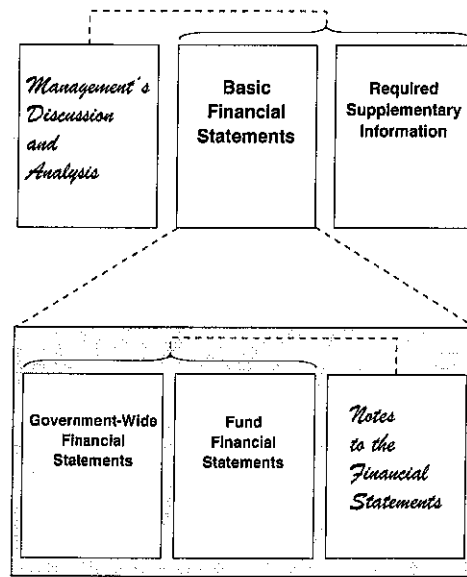 Management's
Discussion
and
Analysis
Basic
Financial
Statements
Required
Supplementary
Information
Government-Wide
Financial
Statements
Fund
Financial
Statements
Notes
to the
Financial
Statements